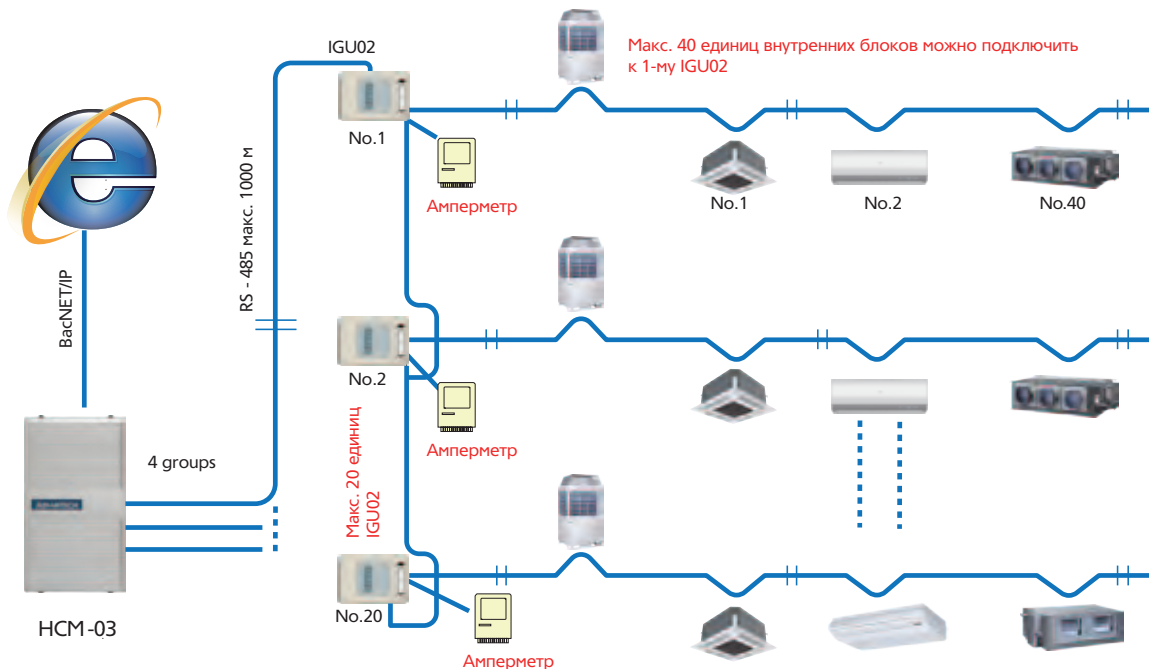 IGU02
Макс. 40 единиц внутренних блоков можно подключить
к 1-му IGU02
No.1
Амперметр
No.1
No.2
No.40
RS - 485 макс. 1000 м
BacNET/IP
No.2
Амперметр
4 groups
Макс. 20 единиц
IGU02
No.20
Амперметр
HCM-03